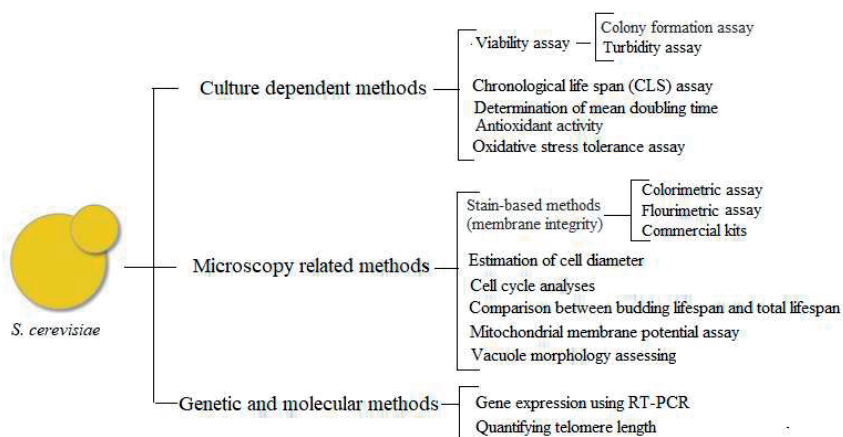 Culture dependent methods
Viability assay
Colony formation assay
Turbidity assay
Chronological life span (CLS) assay
Determination of mean doubling time
Antioxidant activity
Oxidative stress tolerance assay
S. cerevisiae
Microscopy related methods
Stain-based methods
(membrane integrity)
Colorimetric assay
Flourimetric assay
Commercial kits
Estimation of cell diameter
Cell cycle analyses
Comparison between budding lifespan and total lifespan
Mitochondrial membrane potential assay
Vacuole morphology assessing
Genetic and molecular methods
Gene expression using RT-PCR
Quantifying telomere length